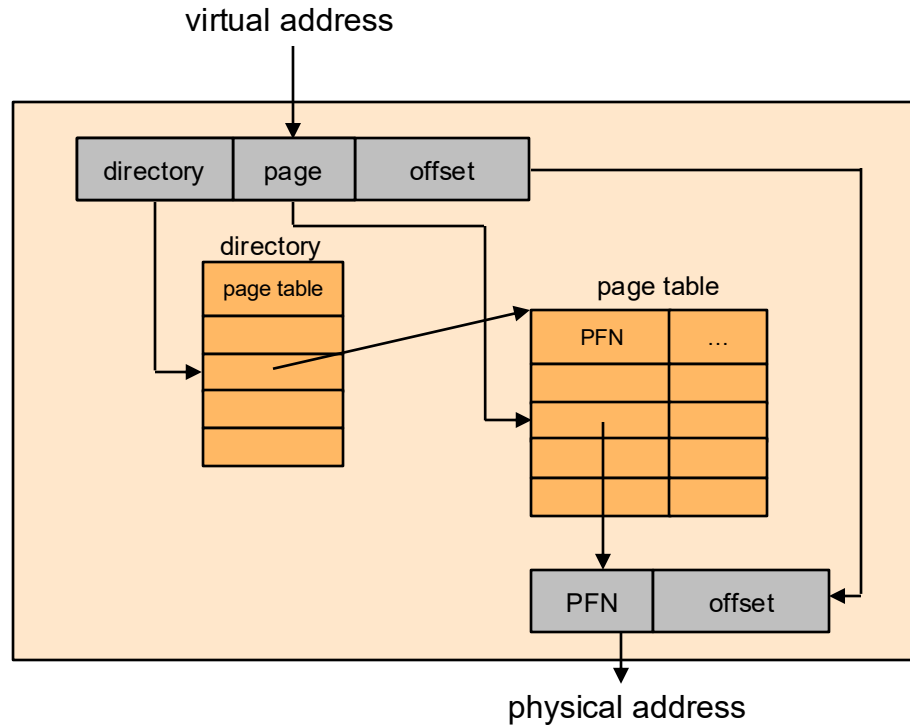 virtual address
directory page offset
directory
page table
page table
PFN ...
PFN offset
physical address